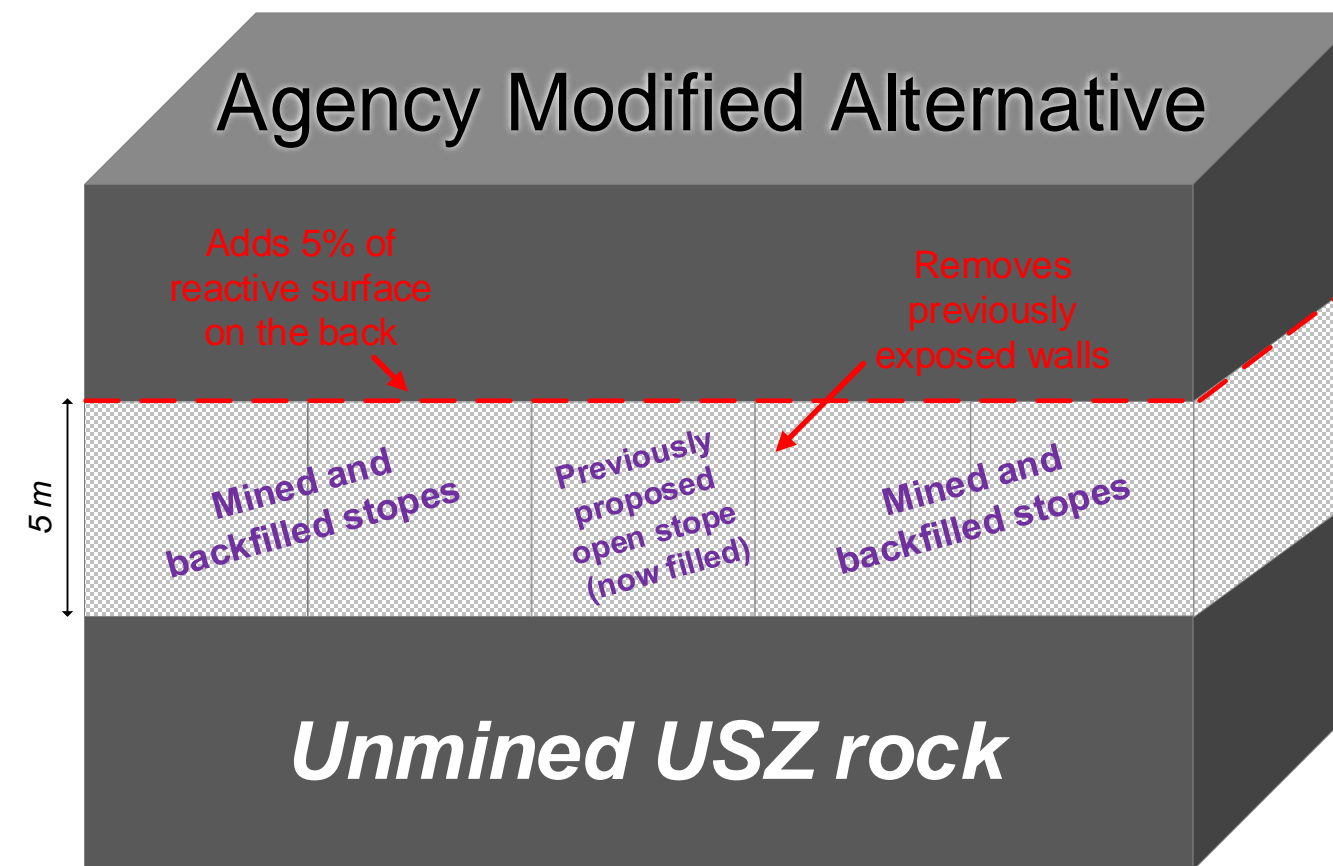 Agency Modified Alternative
Adds 5% of
reactive surface
on the back
Removes
previously
exposed walls
5 m
Mined and
backfilled stopes
Previously
proposed
open stope
(now filled)
Mined and
backfilled stopes
Unmined USZ rock